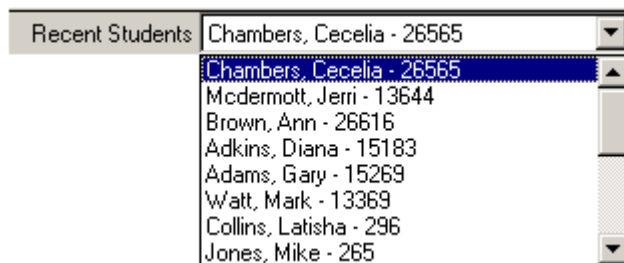 Recent Students Chambers, Cecelia - 26565
Chambers, Cecelia - 26565
Mcdermott, Jerri - 13644
Brown, Ann - 26616
Adkins, Diana - 15183
Adams, Gary - 15269
Watt, Mark - 13369
Collins, Latisha - 296
Jones, Mike - 265